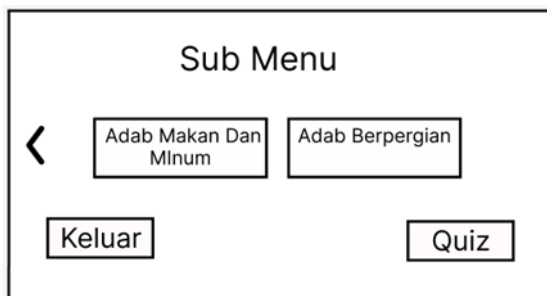 Sub Menu
Adab Makan Dan
MInum
Adab Berpergian
Keluar
Quiz